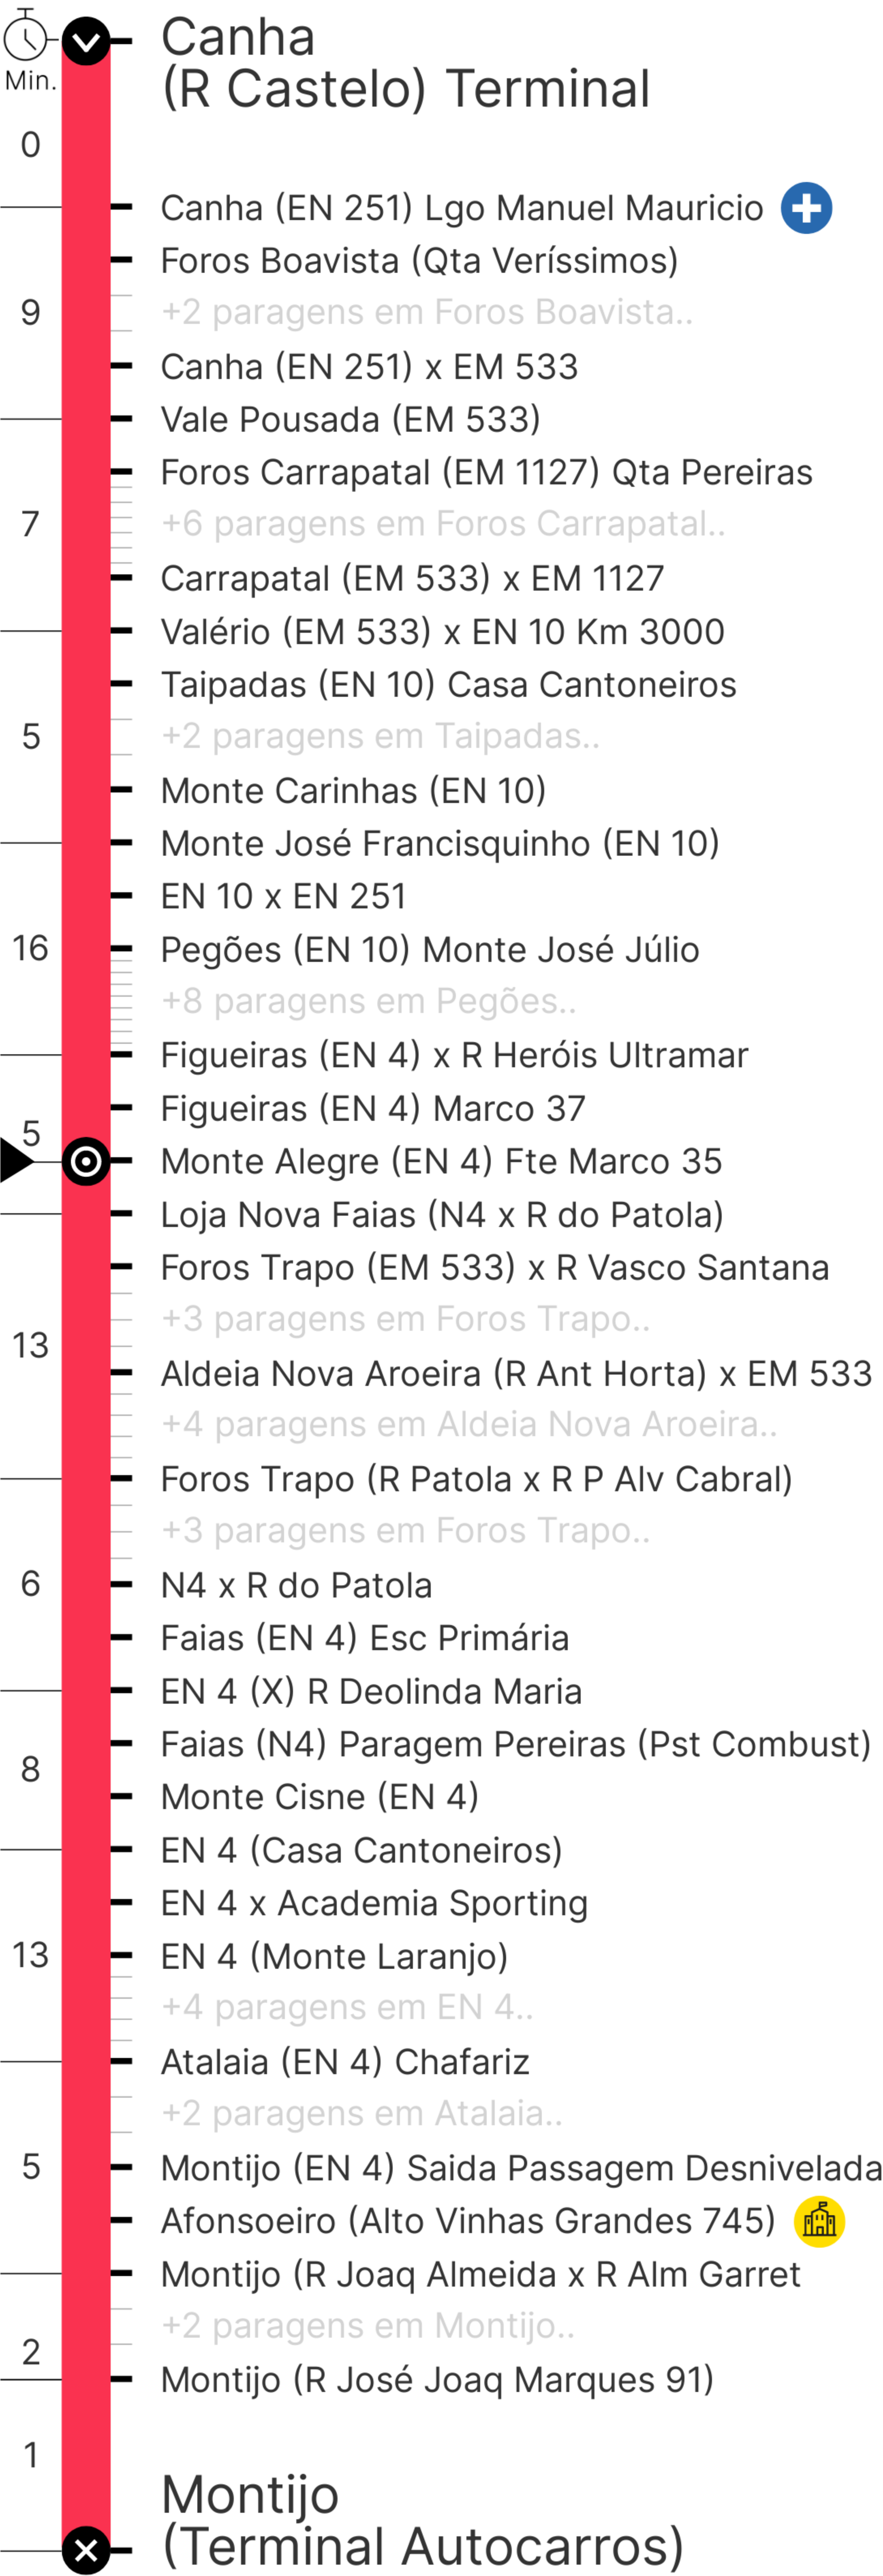 Canha
(R Castelo) Terminal
Min.
0
Canha (EN 251) Lgo Manuel Mauricio
Foros Boavista (Qta Veríssimos)
9
+2 paragens em Foros Boavista..
Canha (EN 251) x EM 533
Vale Pousada (EM 533)
Foros Carrapatal (EM 1127) Qta Pereiras
7
+6 paragens em Foros Carrapatal..
Carrapatal (EM 533) x EM 1127
Valério (EM 533) x EN 10 Km 3000
Taipadas (EN 10) Casa Cantoneiros
5
+2 paragens em Taipadas..
Monte Carinhas (EN 10)
Monte José Francisquinho (EN 10)
EN 10 x EN 251
16
Pegões (EN 10) Monte José Júlio
+8 paragens em Pegões..
Figueiras (EN 4) x R Heróis Ultramar
Figueiras (EN 4) Marco 37
5
Monte Alegre (EN 4) Fte Marco 35
Loja Nova Faias (N4 x R do Patola)
Foros Trapo (EM 533) x R Vasco Santana
+3 paragens em Foros Trapo..
13
Aldeia Nova Aroeira (R Ant Horta) x EM 533
+4 paragens em Aldeia Nova Aroeira..
Foros Trapo (R Patola x R P Alv Cabral)
+3 paragens em Foros Trapo..
6
N4 x R do Patola
Faias (EN 4) Esc Primária
EN 4 (X) R Deolinda Maria
Faias (N4) Paragem Pereiras (Pst Combust)
8
Monte Cisne (EN 4)
EN 4 (Casa Cantoneiros)
EN 4 x Academia Sporting
13
EN 4 (Monte Laranjo)
+4 paragens em EN 4..
Atalaia (EN 4) Chafariz
+2 paragens em Atalaia..
5
Montijo (EN 4) Saida Passagem Desnivelada
Afonsoeiro (Alto Vinhas Grandes 745)
Montijo (R Joaq Almeida x R Alm Garret
+2 paragens em Montijo..
2
Montijo (R José Joaq Marques 91)
1
Montijo
(Terminal Autocarros)